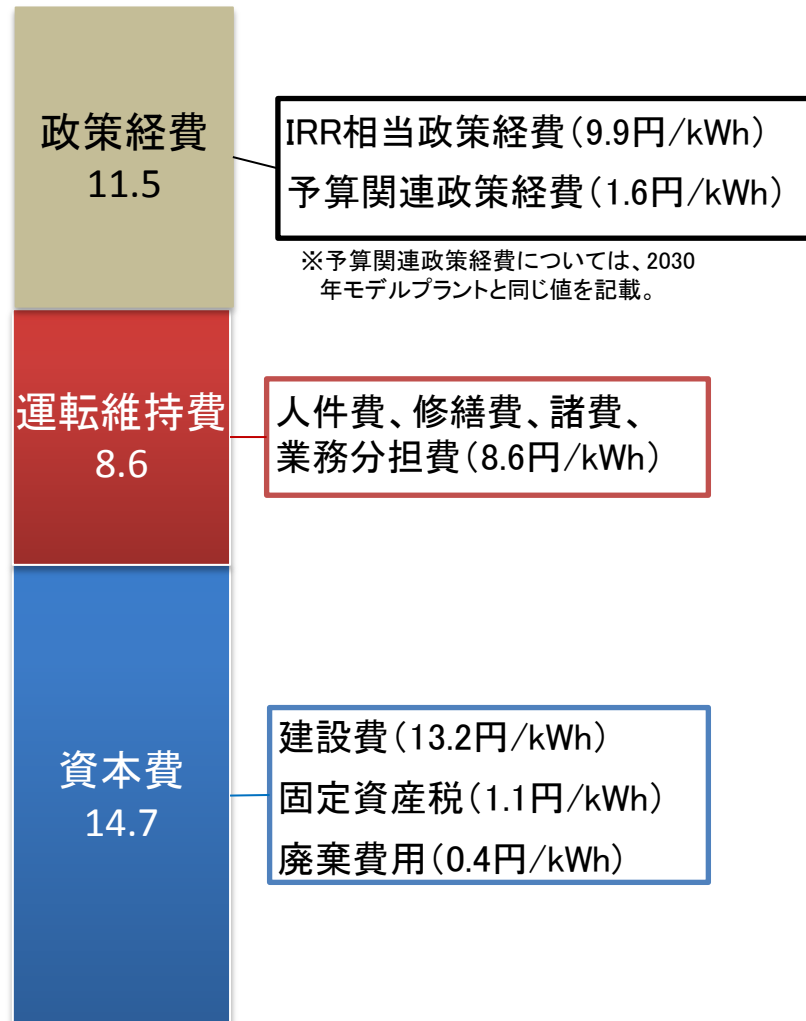 政策経費
11.5
IRR相当政策経費(9.9円/kWh)
予算関連政策経費(1.6円/kWh)
※予算関連政策経費については、2030
年モデルプラントと同じ値を記載。
運転維持費
8.6
人件費、修繕費、諸費、
業務分担費(8.6円/kWh)
資本費
14.7
建設費(13.2円/kWh)
固定資産税(1.1円/kWh)
廃棄費用(0.4円/kWh)